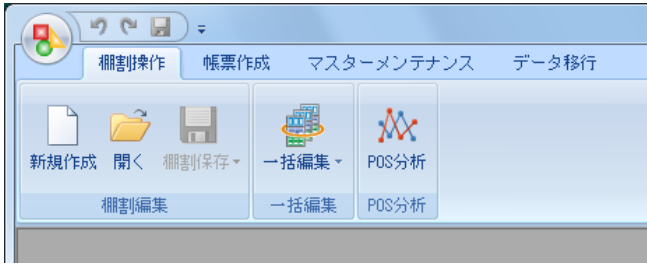 棚割操作 帳票作成 マスターメンテナンス データ移行
新規作成 開く 棚割保存 一括編集 POS分析
棚割編集 一括編集 POS分析